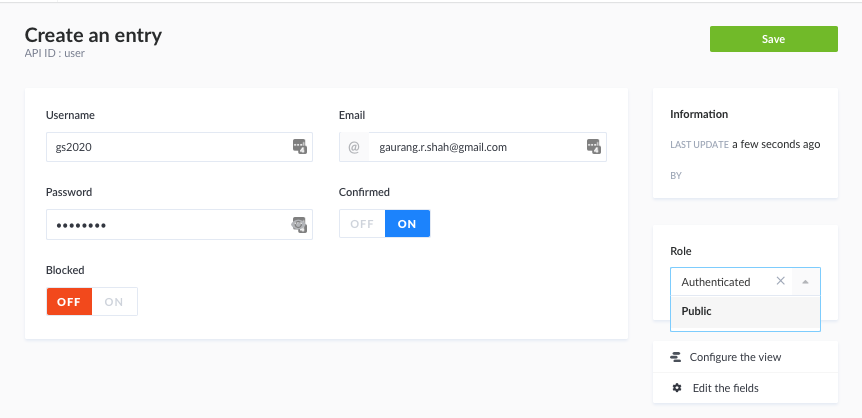 Create an entry
API ID : user
Save
Username
gs2020
Email
@ gaurang.r.shah@gmail.com
Password
••••••••
Confirmed
OFF ON
Blocked
OFF ON
Information
LAST UPDATE a few seconds ago
BY
Role
Authenticated
Public
Configure the view
Edit the fields